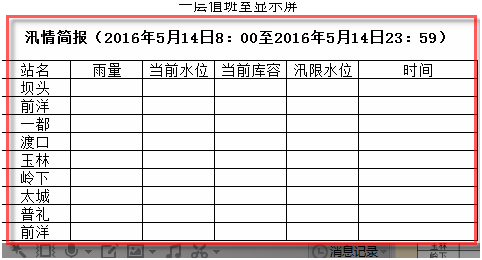 一层值班室显示屏
汛情简报（2016年5月14日8：00至2016年5月14日23：59）
站名 雨量 当前水位 当前库容 汛限水位 时间
坝头
前洋
一都
渡口
玉林
岭下
太城
普礼
前洋
消息记录
玉林
岭下